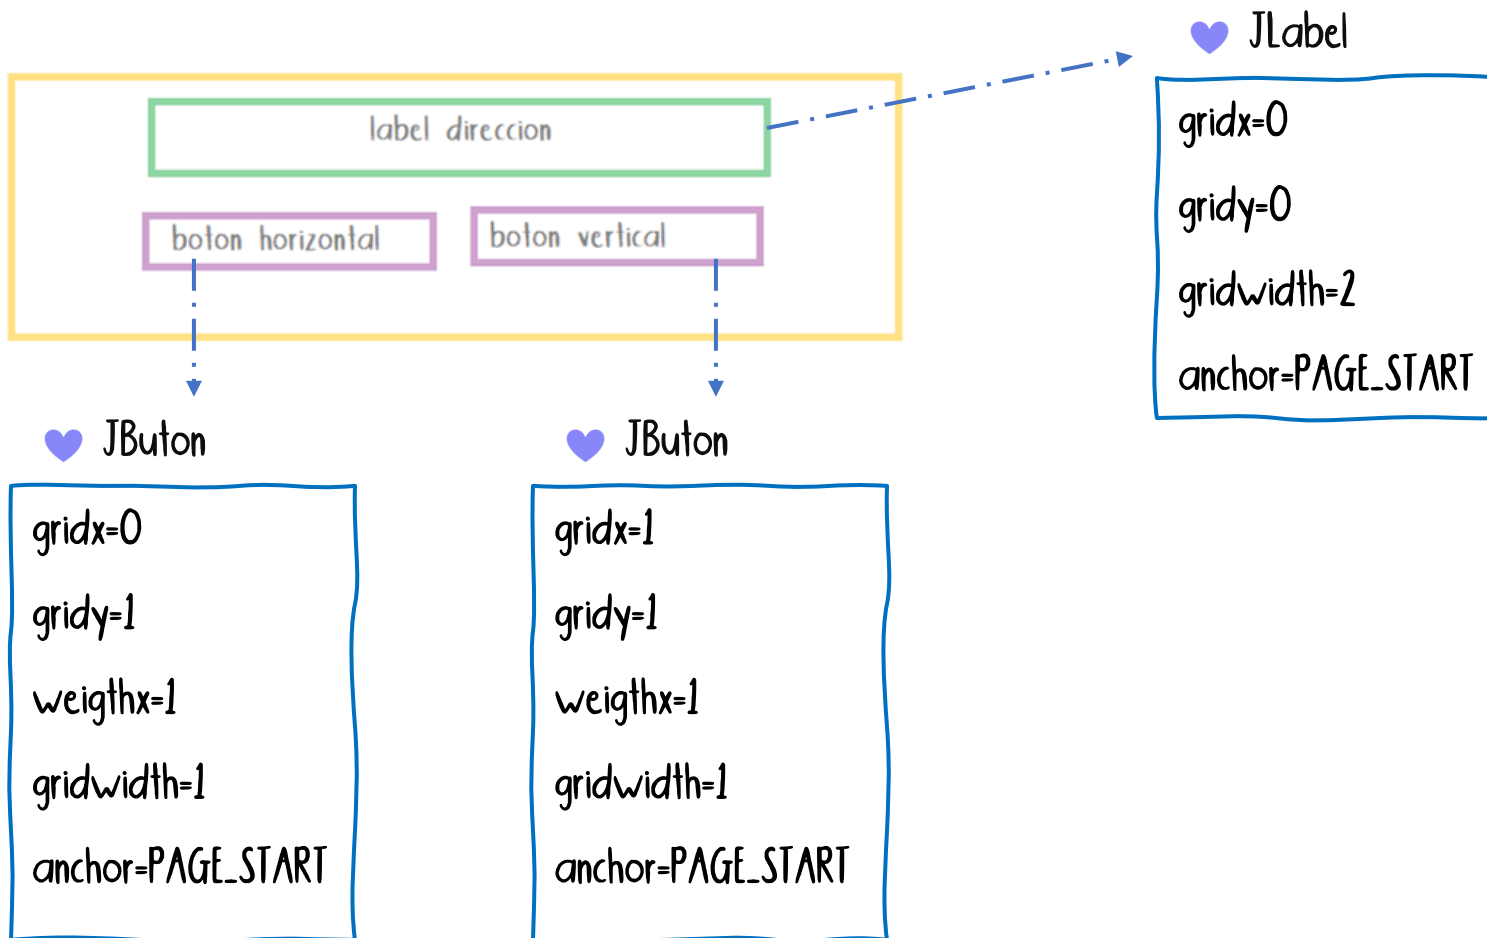 JLabel
gridx=0
gridy=0
gridwidth=2
anchor=PAGE_START
label direccion
boton horizontal
boton vertical
JButon
gridx=0
gridy=1
weigthx=1
gridwidth=1
anchor=PAGE_START
JButon
gridx=1
gridy=1
weigthx=1
gridwidth=1
anchor=PAGE_START